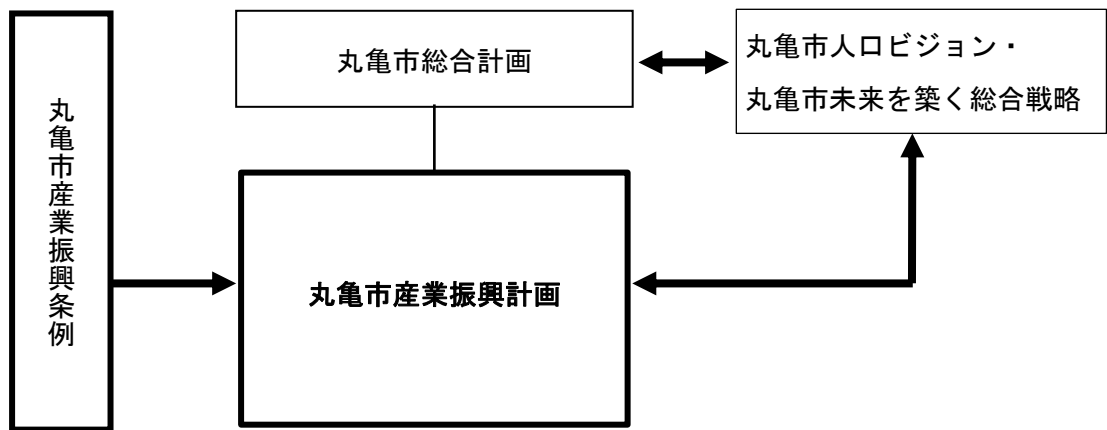 丸亀市総合計画
丸亀市人口ビジョン・
丸亀市未来を築く総合戦略
丸亀市産業振興条例
丸亀市産業振興計画